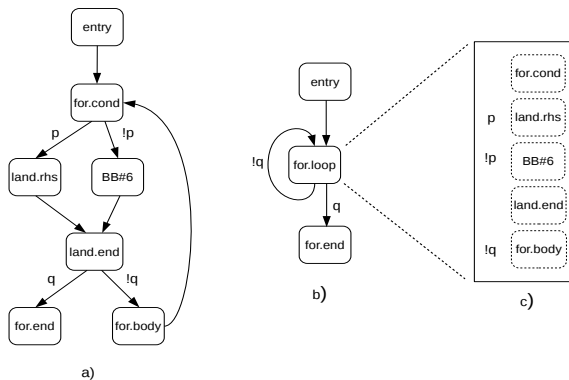 entry
for.cond
p
!p
land.rhs
BB#6
land.end
q
!q
for.end
for.body
a)
entry
!q
for.loop
q
for.end
b)
for.cond
p
land.rhs
!p
BB#6
land.end
!q
for.body
c)